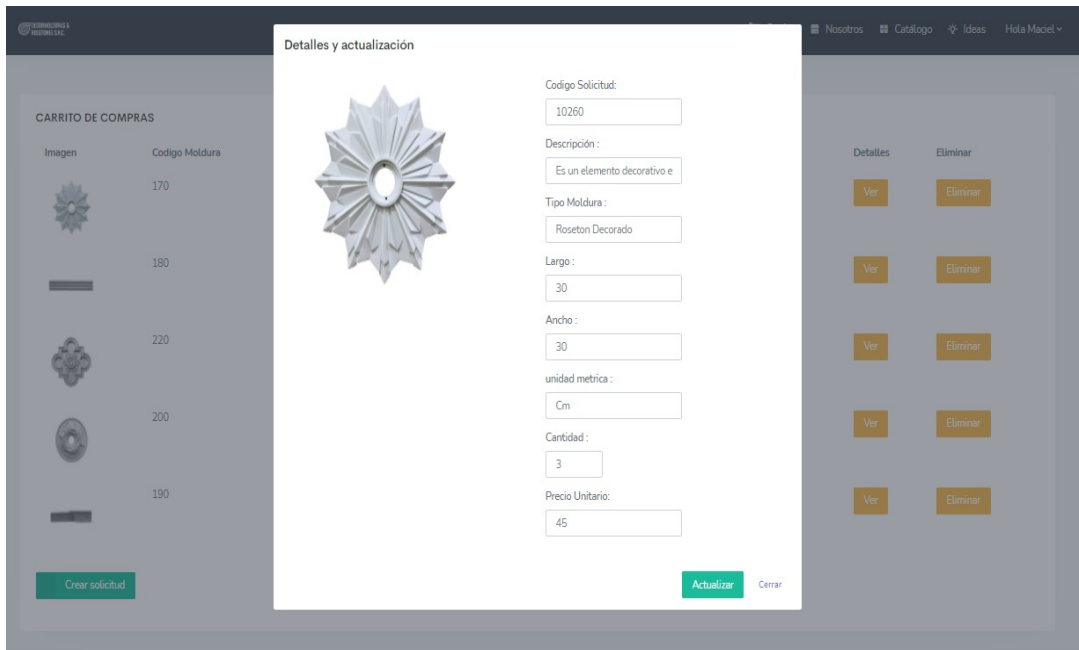 Nosotros Catálogo Ideas Hola Maciel
Detalles y actualización
CARRITO DE COMPRAS
Imagen Codigo Moldura Detalles Eliminar
170 Ver Eliminar
180 Ver Eliminar
220 Ver Eliminar
200 Ver Eliminar
190 Ver Eliminar
Crear solicitud
Codigo Solicitud:
10260
Descripción :
Es un elemento decorativo e
Tipo Moldura :
Roseton Decorado
Largo :
30
Ancho :
30
unidad metrica :
Cm
Cantidad :
3
Precio Unitario:
45
Actualizar Cerrar